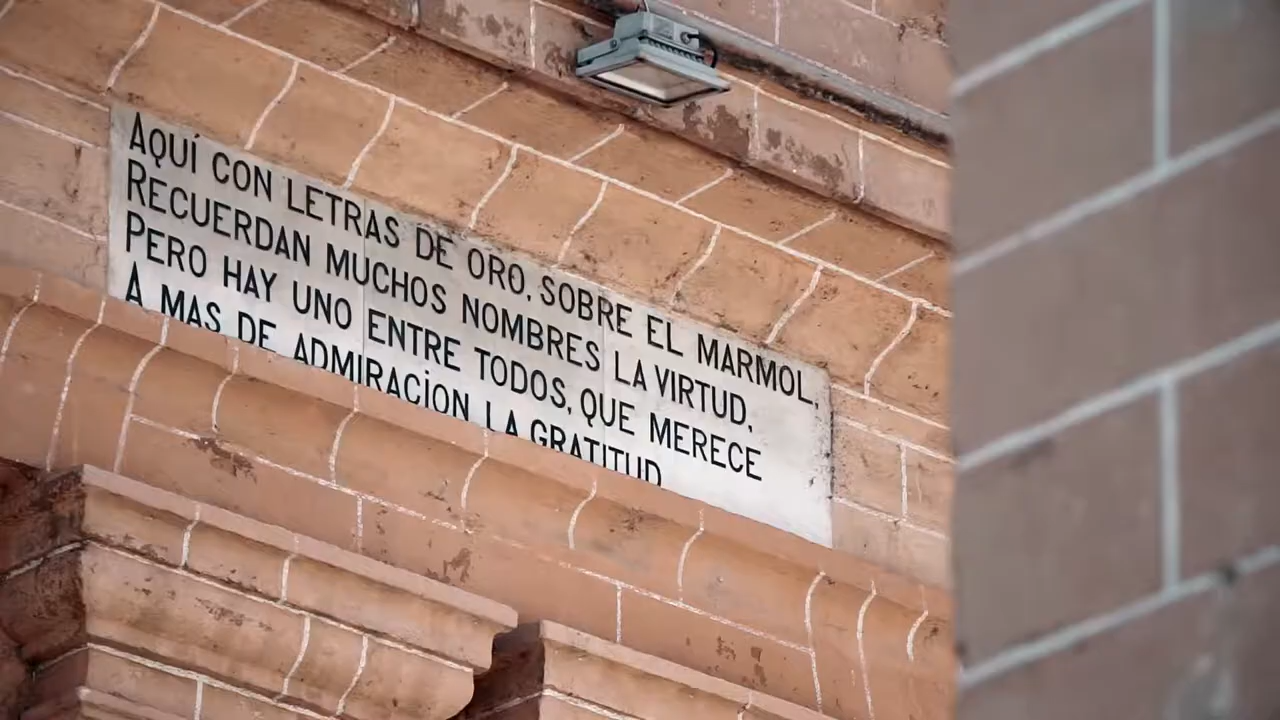 AQUÍ CON LETRAS DE ORO, SOBRE EL MARMOL,
RECUERDAN MUCHOS NOMBRES LA VIRTUD,
PERO HAY UNO ENTRE TODOS, QUE MERECE
A MAS DE ADMIRACIÓN LA GRATITUD